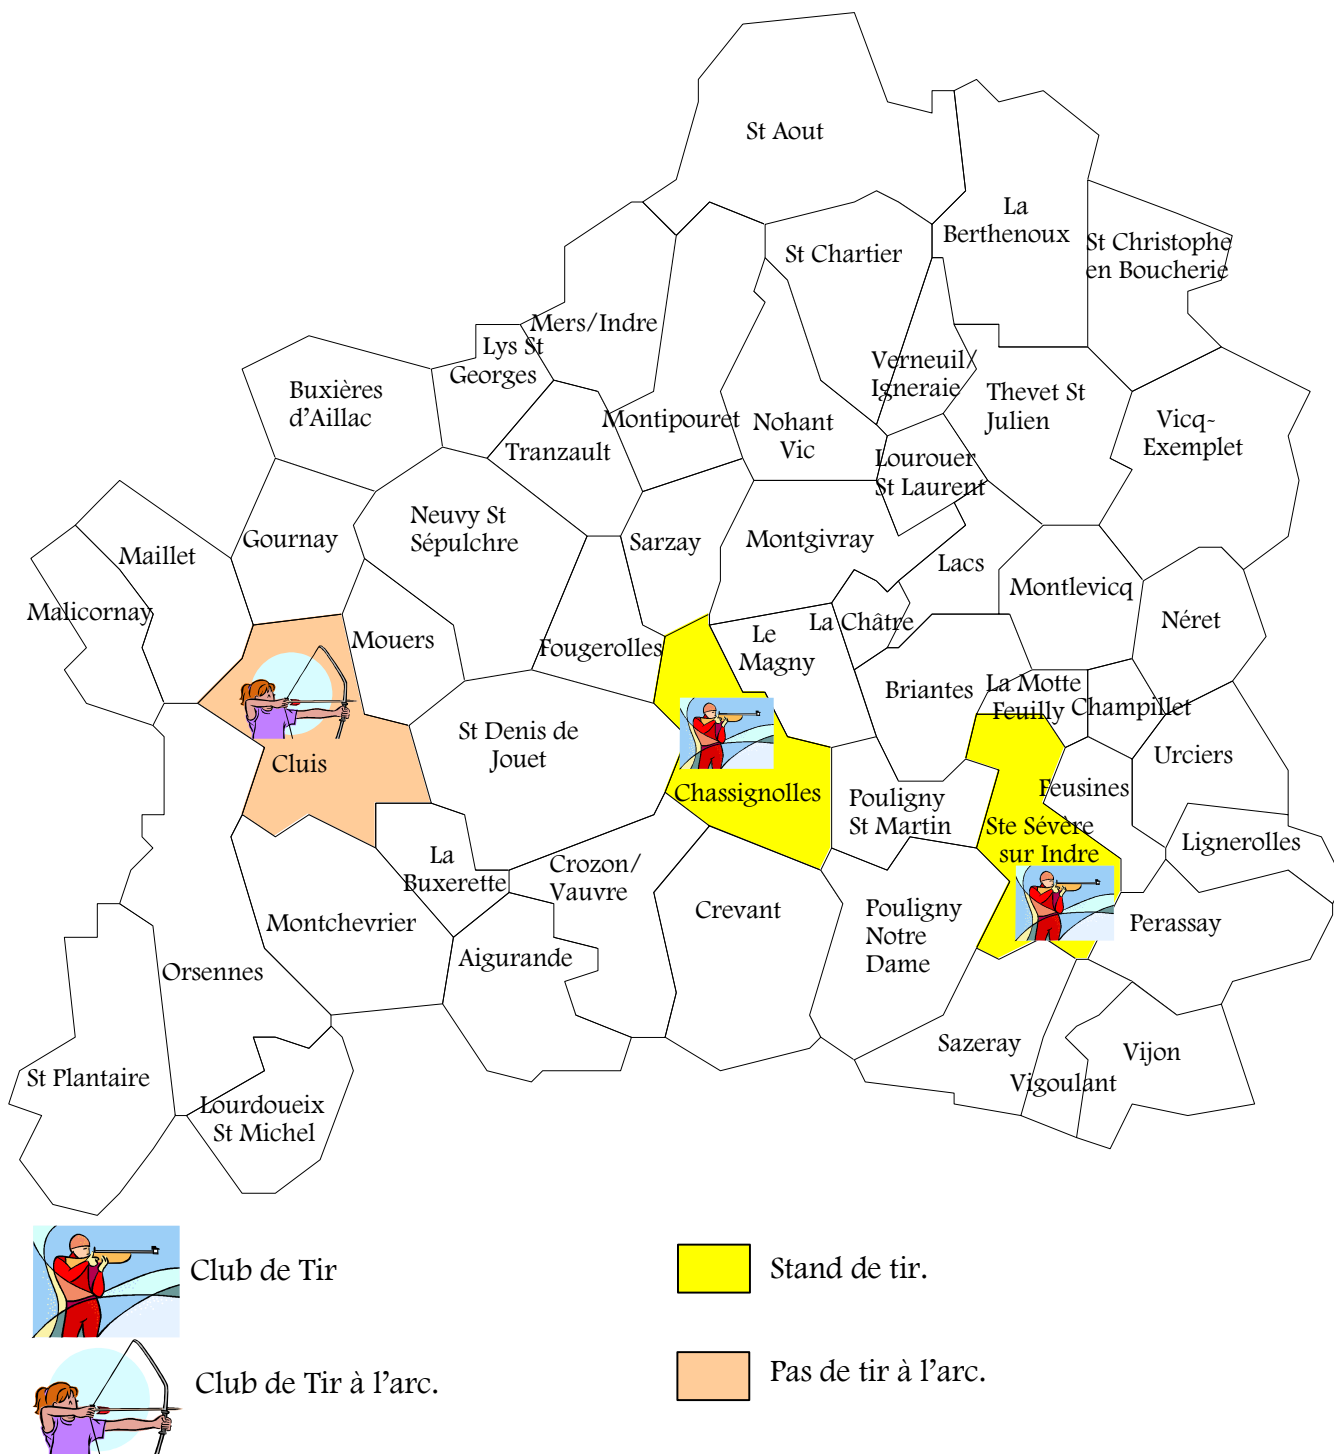 St Aout
La
Berthenoux
St Christophe
en Boucherie
St Chartier
Mers/Indre
Lys St
Georges
Verneuil/
Igneraie
Buxières
d'Aillac
Montipouret
Nohant
Vic
Thevet St
Julien
Vicq-
Exemplet
Tranzault
Lourouer
St Laurent
Neuvy St
Sépulchre
Gournay
Maillet
Sarzay
Montgivray
Lacs
Montlevicq
Malicornay
Mouers
Fougerolles
Le
Magny
La Châtre
Néret
Briantes
La Motte
Feuilly
Champillet
St Denis de
Jouet
Cluis
Urciers
Chassignolles
Pouligny
St Martin
Feusines
Ste Sévère
sur Indre
Lignerolles
La
Buxerette
Crozon/
Vauvre
Montchevrier
Crevant
Pouligny
Notre
Dame
Perassay
Orsennes
Aigurande
Sazeray
Vijon
Vigoulant
St Plantaire
Lourdoueix
St Michel
Club de Tir
Stand de tir.
Club de Tir à l'arc.
Pas de tir à l'arc.